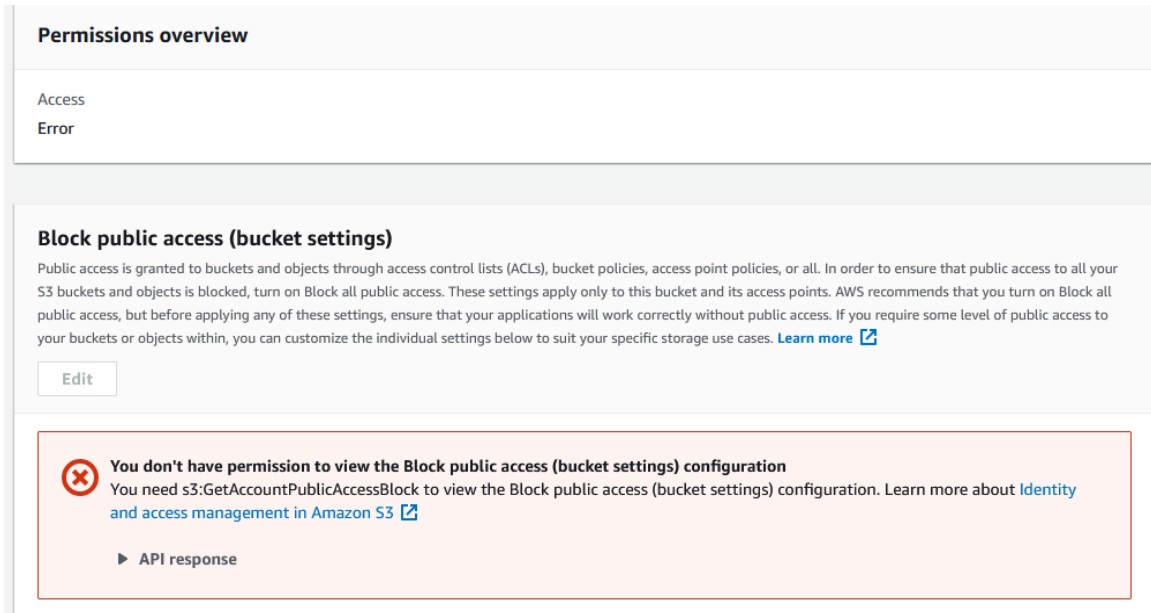 Permissions overview
Access
Error
Block public access (bucket settings)
Public access is granted to buckets and objects through access control lists (ACLs), bucket policies, access point policies, or all. In order to ensure that public access to all your
S3 buckets and objects is blocked, turn on Block all public access. These settings apply only to this bucket and its access points. AWS recommends that you turn on Block all
public access, but before applying any of these settings, ensure that your applications will work correctly without public access. If you require some level of public access to
your buckets or objects within, you can customize the individual settings below to suit your specific storage use cases. Learn more
Edit
You don't have permission to view the Block public access (bucket settings) configuration
You need s3:GetAccountPublicAccessBlock to view the Block public access (bucket settings) configuration. Learn more about Identity
and access management in Amazon S3
API response